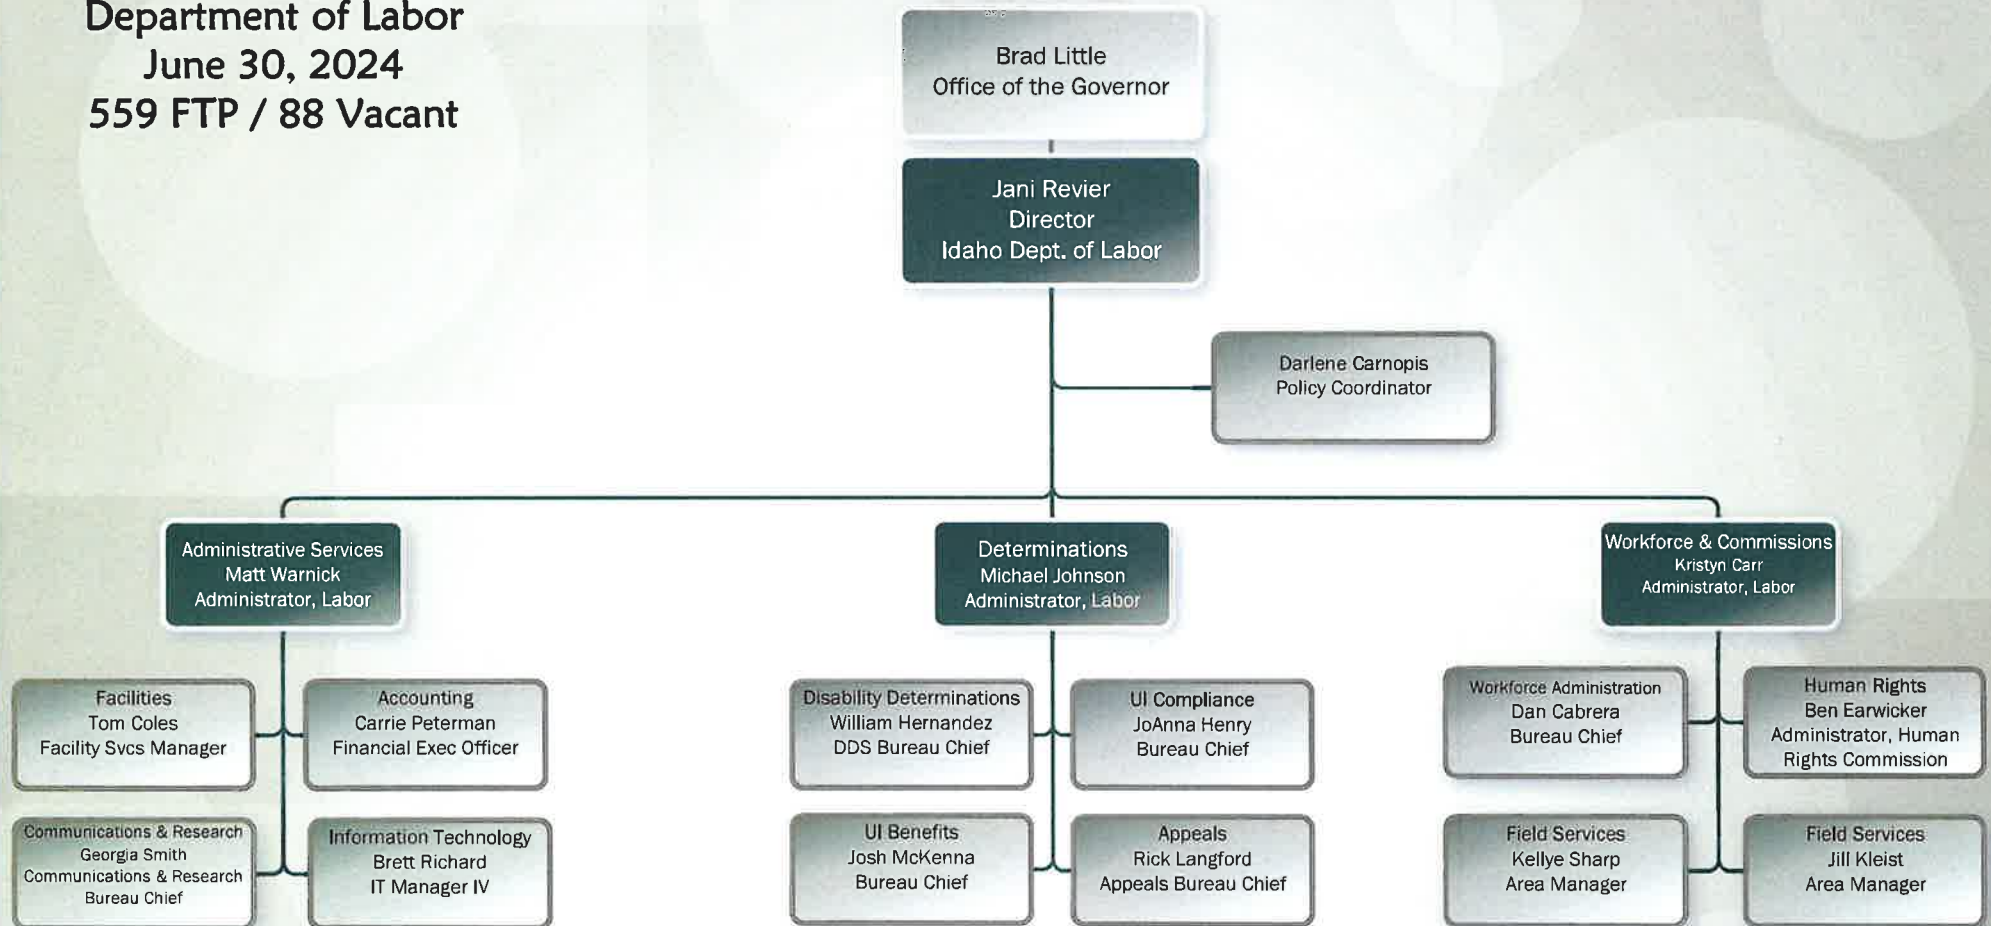 Department of Labor
June 30, 2024
559 FTP / 88 Vacant
Brad Little
Office of the Governor
Jani Revier
Director
Idaho Dept. of Labor
Darlene Carnopis
Policy Coordinator
Administrative Services
Matt Warnick
Administrator, Labor
Determinations
Michael Johnson
Administrator, Labor
Workforce & Commissions
Kristyn Carr
Administrator, Labor
Facilities
Tom Coles
Facility Svcs Manager
Accounting
Carrie Peterman
Financial Exec Officer
Communications & Research
Georgia Smith
Communications & Research
Bureau Chief
Information Technology
Brett Richard
IT Manager IV
Disability Determinations
William Hernandez
DDS Bureau Chief
UI Compliance
JoAnna Henry
Bureau Chief
UI Benefits
Josh McKenna
Bureau Chief
Appeals
Rick Langford
Appeals Bureau Chief
Workforce Administration
Dan Cabrera
Bureau Chief
Human Rights
Ben Earwicker
Administrator, Human
Rights Commission
Field Services
Kellye Sharp
Area Manager
Field Services
Jill Kleist
Area Manager